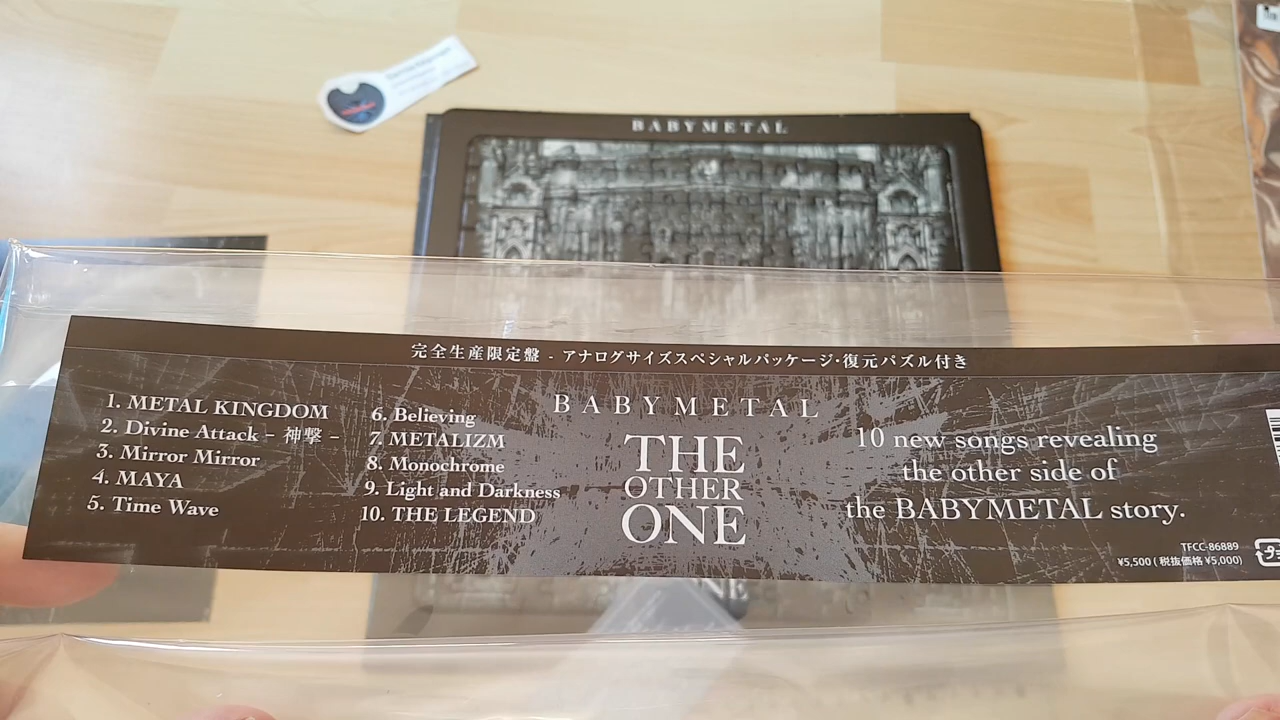 BABYMETAL
完全生産限定盤 - アナログサイズスペシャルパッケージ・復元パズル付き
1. METAL KINGDOM
2. Divine Attack - 神撃 -
3. Mirror Mirror
4. MAYA
5. Time Wave
6. Believing
7. METALIZM
8. Monochrome
9. Light and Darkness
10. THE LEGEND
BABYMETAL
THE
OTHER
ONE
10 new songs revealing
the other side of
the BABYMETAL story.
TFCC-86889
¥5,500 ( 税抜価格 ¥5,000)